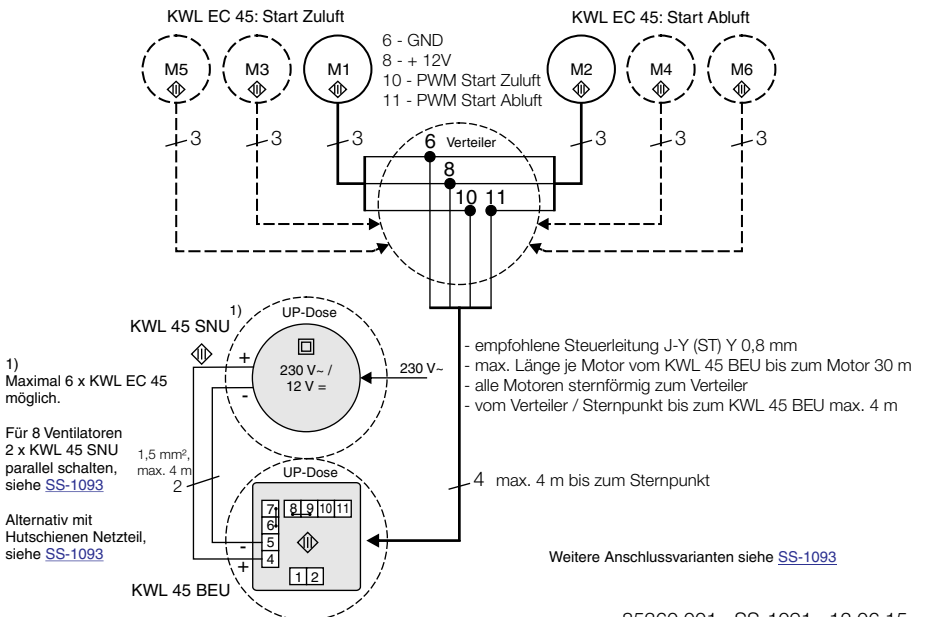 KWL EC 45: Start Zuluft
KWL EC 45: Start Abluft
M5
M3
M1
6 - GND
8 - + 12V
10 - PWM Start Zuluft
11 - PWM Start Abluft
M2
M4
M6
3
3
3
3
3
3
6
Verteiler
8
10
11
KWL 45 SNU
1)
UP-Dose
+
-
230 V~ /
12 V =
230 V~
- empfohlene Steuerleitung J-Y (ST) Y 0,8 mm
- max. Länge je Motor vom KWL 45 BEU bis zum Motor 30 m
- alle Motoren sternförmig zum Verteiler
- vom Verteiler / Sternpunkt bis zum KWL 45 BEU max. 4 m
1)
Maximal 6 x KWL EC 45
möglich.
Für 8 Ventilatoren
2 x KWL 45 SNU
parallel schalten,
siehe SS-1093
Alternativ mit
Hutschienen Netzteil,
siehe SS-1093
1,5 mm²,
max. 4 m
2
UP-Dose
7
8 9 10 11
6
5
4
1 2
-
+
KWL 45 BEU
4 max. 4 m bis zum Sternpunkt
Weitere Anschlussvarianten siehe SS-1093